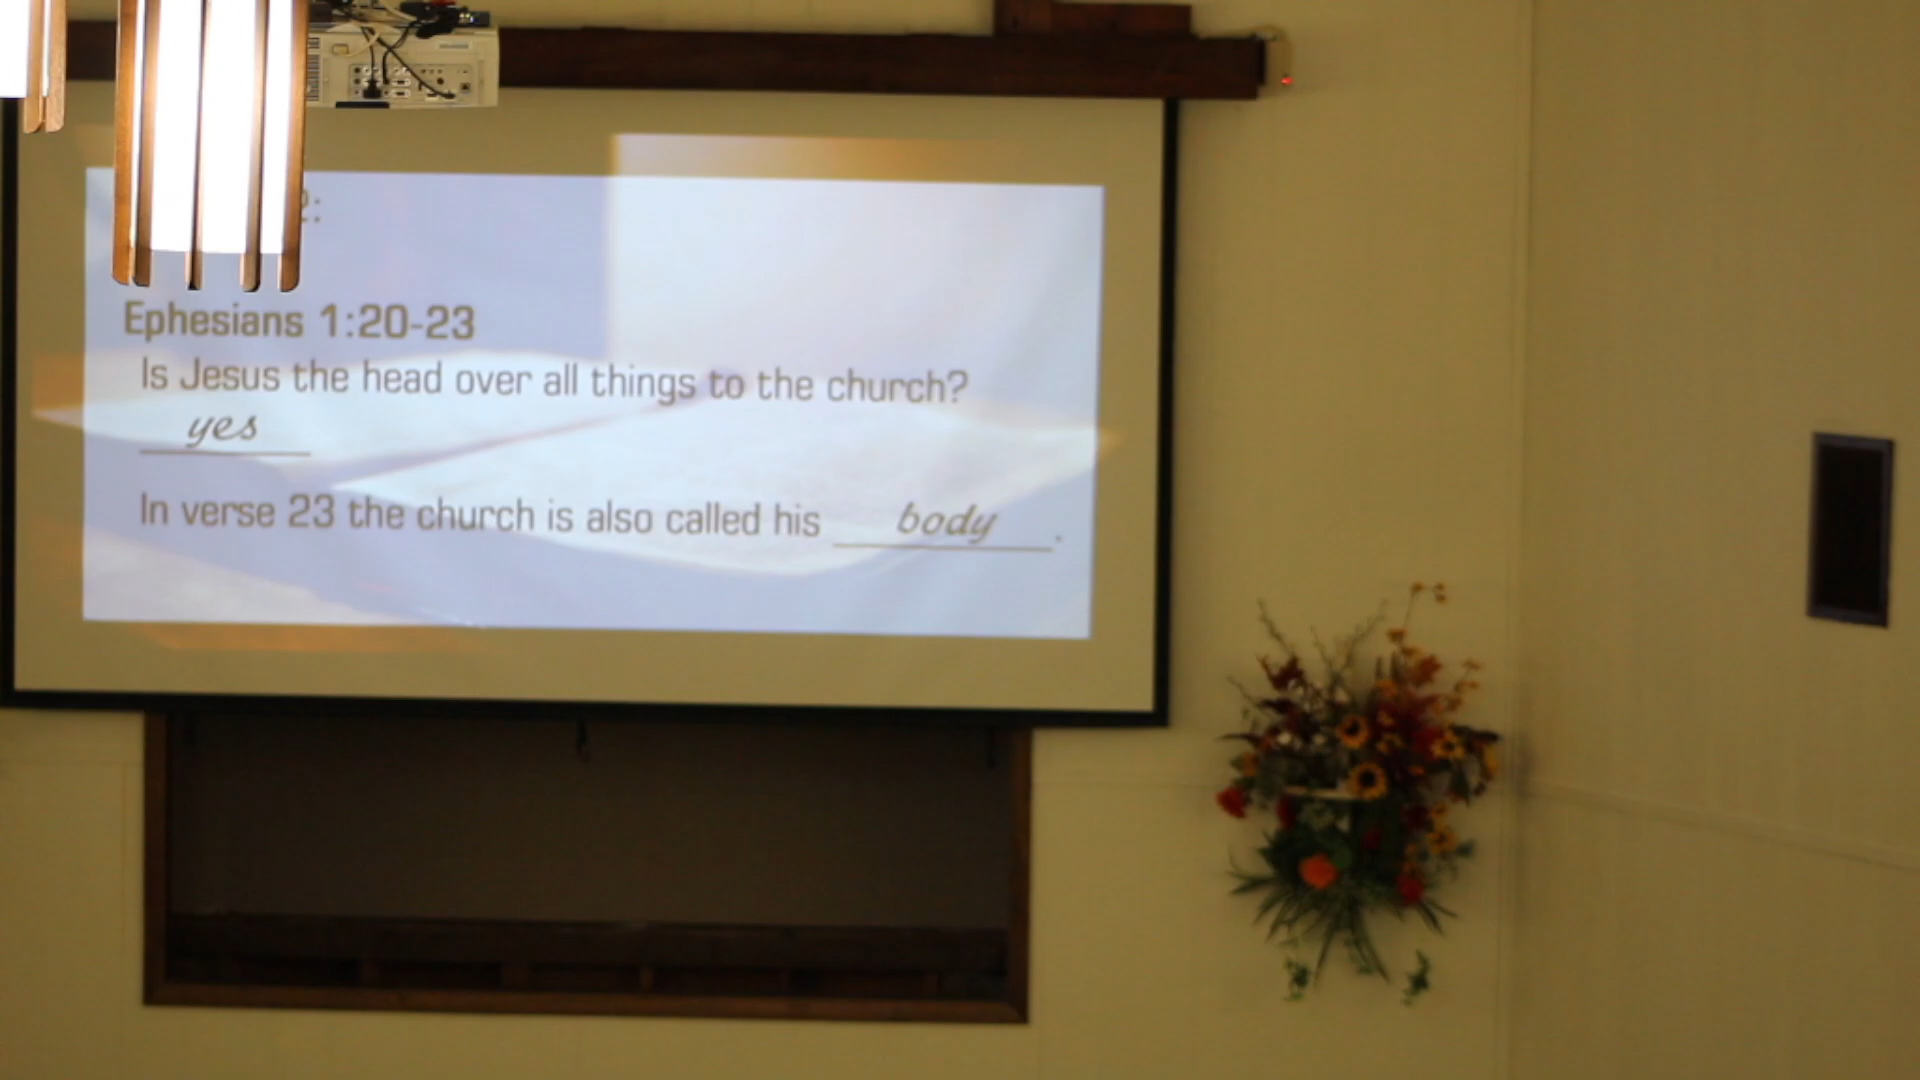 2:
Ephesians 1:20-23
Is Jesus the head over all things to the church?
yes
In verse 23 the church is also called his body .